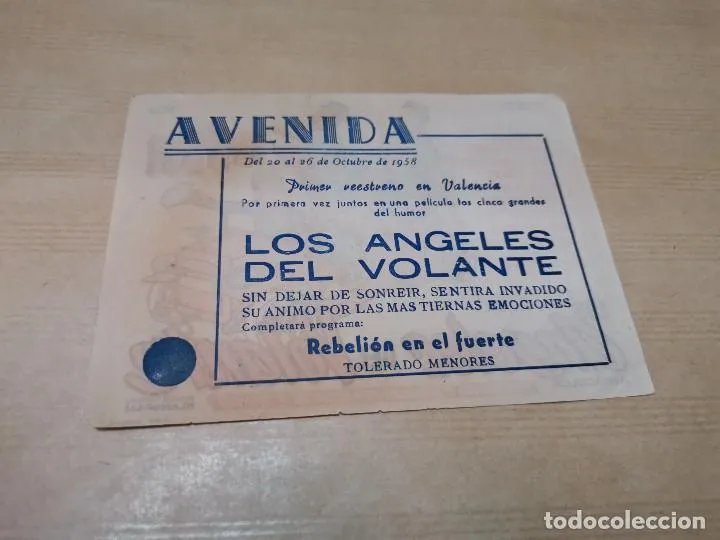 AVENIDA
Del 20 al 26 de Octubre de 1958
Primer reestreno en Valencia
Por primera vez juntos en una película los cinco grandes
del humor
LOS ANGELES
DEL VOLANTE
SIN DEJAR DE SONREIR, SENTIRA INVADIDO
SU ANIMO POR LAS MAS TIERNAS EMOCIONES
Completará programa:
Rebelión en el fuerte
TOLERADO MENORES
todocoleccion